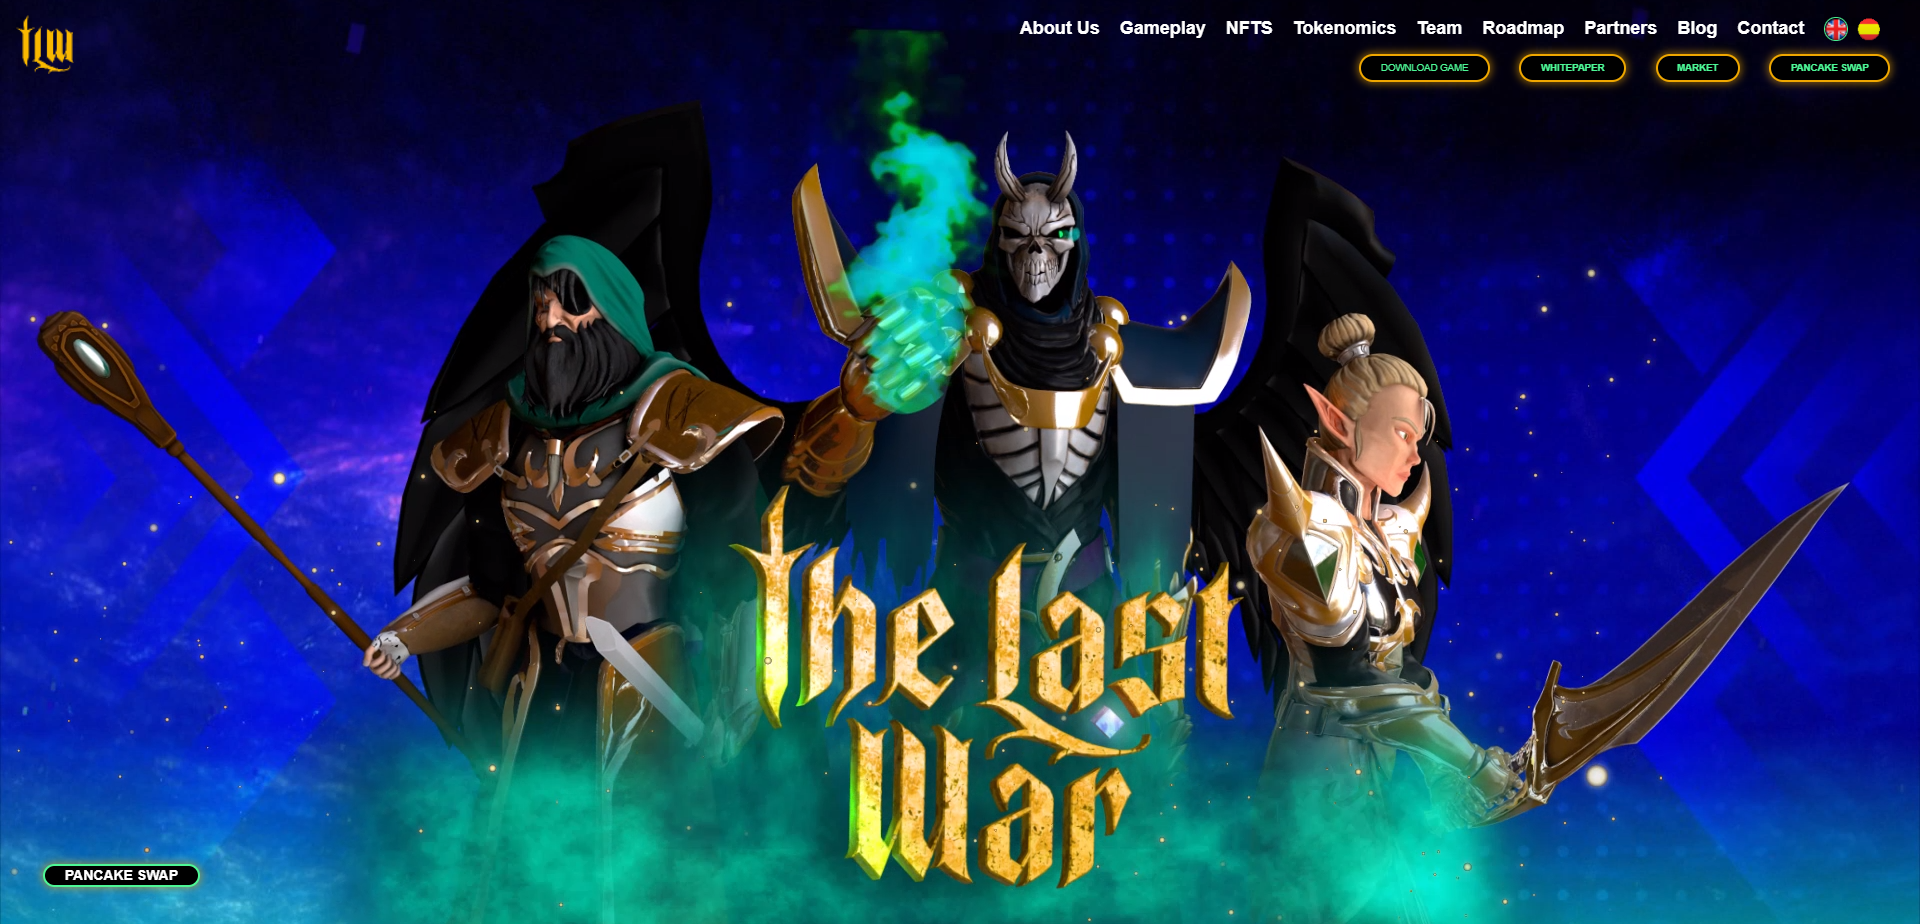 tLW
About Us Gameplay NFTS Tokenomics Team Roadmap Partners Blog Contact
DOWNLOAD GAME WHITEPAPER MARKET PANCAKE SWAP
The Last
War
PANCAKE SWAP